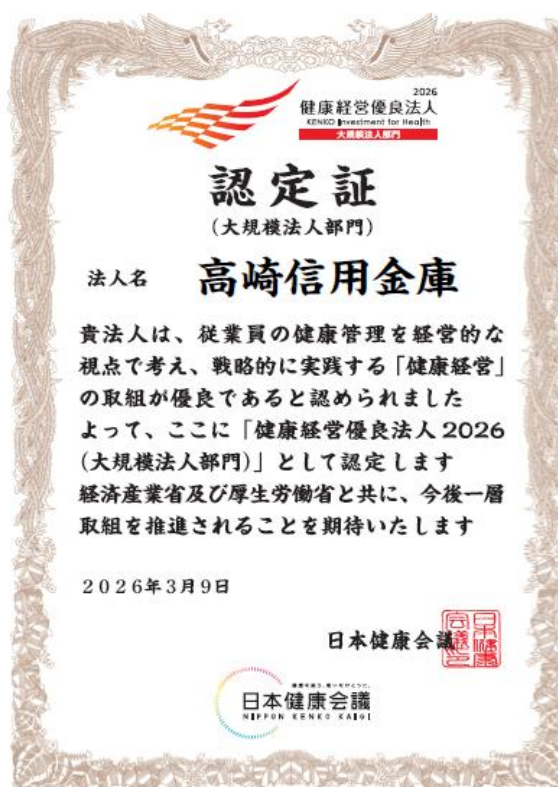 2026
健康経営優良法人
KENKO Investment for Health
大規模法人部門
認定証
(大規模法人部門)
法人名 高崎信用金庫
貴法人は、従業員の健康管理を経営的な
視点で考え、戦略的に実践する「健康経営」
の取組が優良であると認められました
よって、ここに「健康経営優良法人2026
(大規模法人部門)」として認定します
経済産業省及び厚生労働省と共に、今後一層
取組を推進されることを期待いたします
2026年3月9日
日本健康会議
日本健康会議
NIPPON KENKO KAIGI